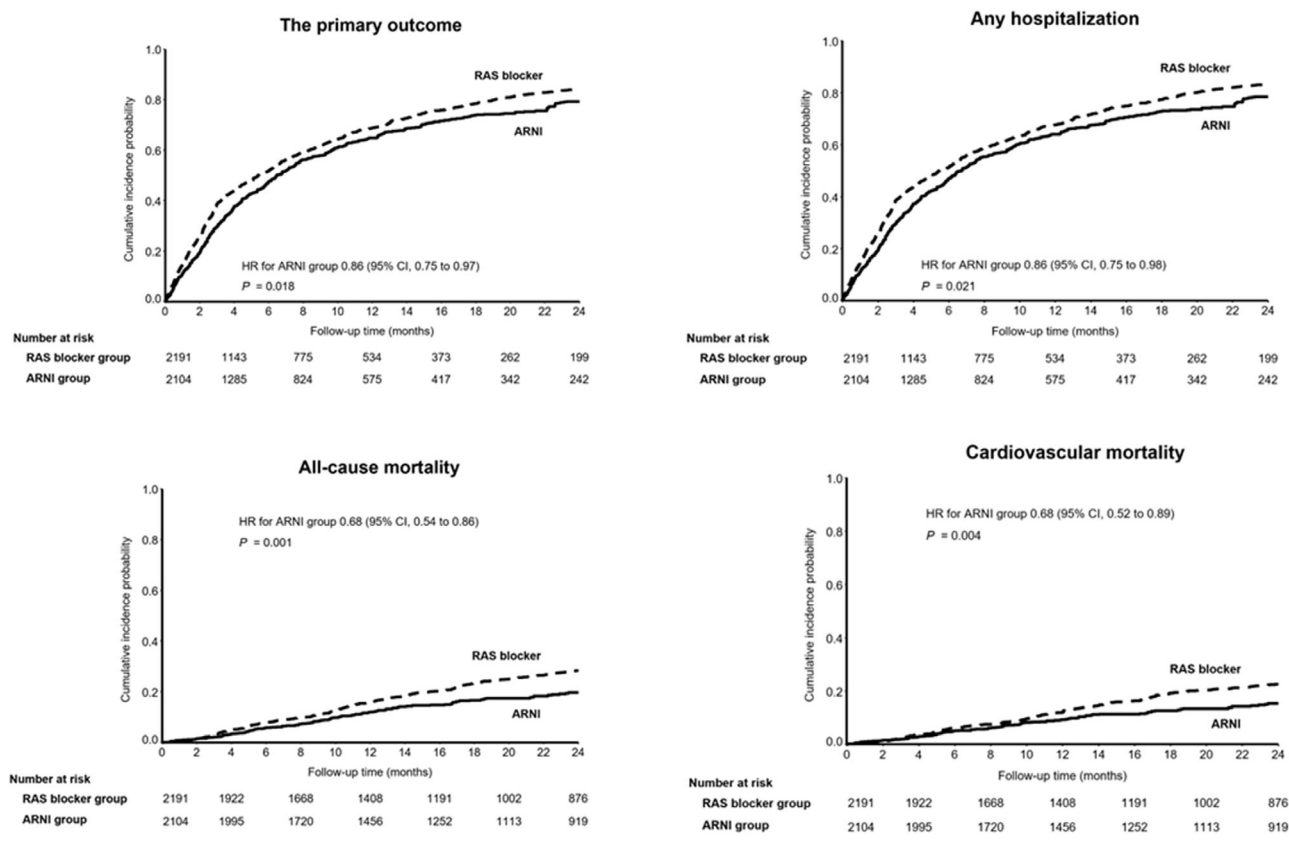 The primary outcome
1.0
0.8
0.6
0.4
0.2
0.0
Cumulative incidence probability
RAS blocker
ARNI
HR for ARNI group 0.86 (95% CI, 0.75 to 0.97)
P = 0.018
0 2 4 6 8 10 12 14 16 18 20 22 24
Follow-up time (months)
Number at risk
RAS blocker group 2191 1143 775 534 373 262 199
ARNI group 2104 1285 824 575 417 342 242
Any hospitalization
1.0
0.8
0.6
0.4
0.2
0.0
Cumulative incidence probability
RAS blocker
ARNI
HR for ARNI group 0.86 (95% CI, 0.75 to 0.98)
P = 0.021
0 2 4 6 8 10 12 14 16 18 20 22 24
Follow-up time (months)
Number at risk
RAS blocker group 2191 1143 775 534 373 262 199
ARNI group 2104 1285 824 575 417 342 242
All-cause mortality
1.0
0.8
0.6
0.4
0.2
0.0
Cumulative incidence probability
HR for ARNI group 0.68 (95% CI, 0.54 to 0.86)
P = 0.001
RAS blocker
ARNI
0 2 4 6 8 10 12 14 16 18 20 22 24
Follow-up time (months)
Number at risk
RAS blocker group 2191 1922 1668 1408 1191 1002 876
ARNI group 2104 1995 1720 1456 1252 1113 919
Cardiovascular mortality
1.0
0.8
0.6
0.4
0.2
0.0
Cumulative incidence probability
HR for ARNI group 0.68 (95% CI, 0.52 to 0.89)
P = 0.004
RAS blocker
ARNI
0 2 4 6 8 10 12 14 16 18 20 22 24
Follow-up time (months)
Number at risk
RAS blocker group 2191 1922 1668 1408 1191 1002 876
ARNI group 2104 1995 1720 1456 1252 1113 919